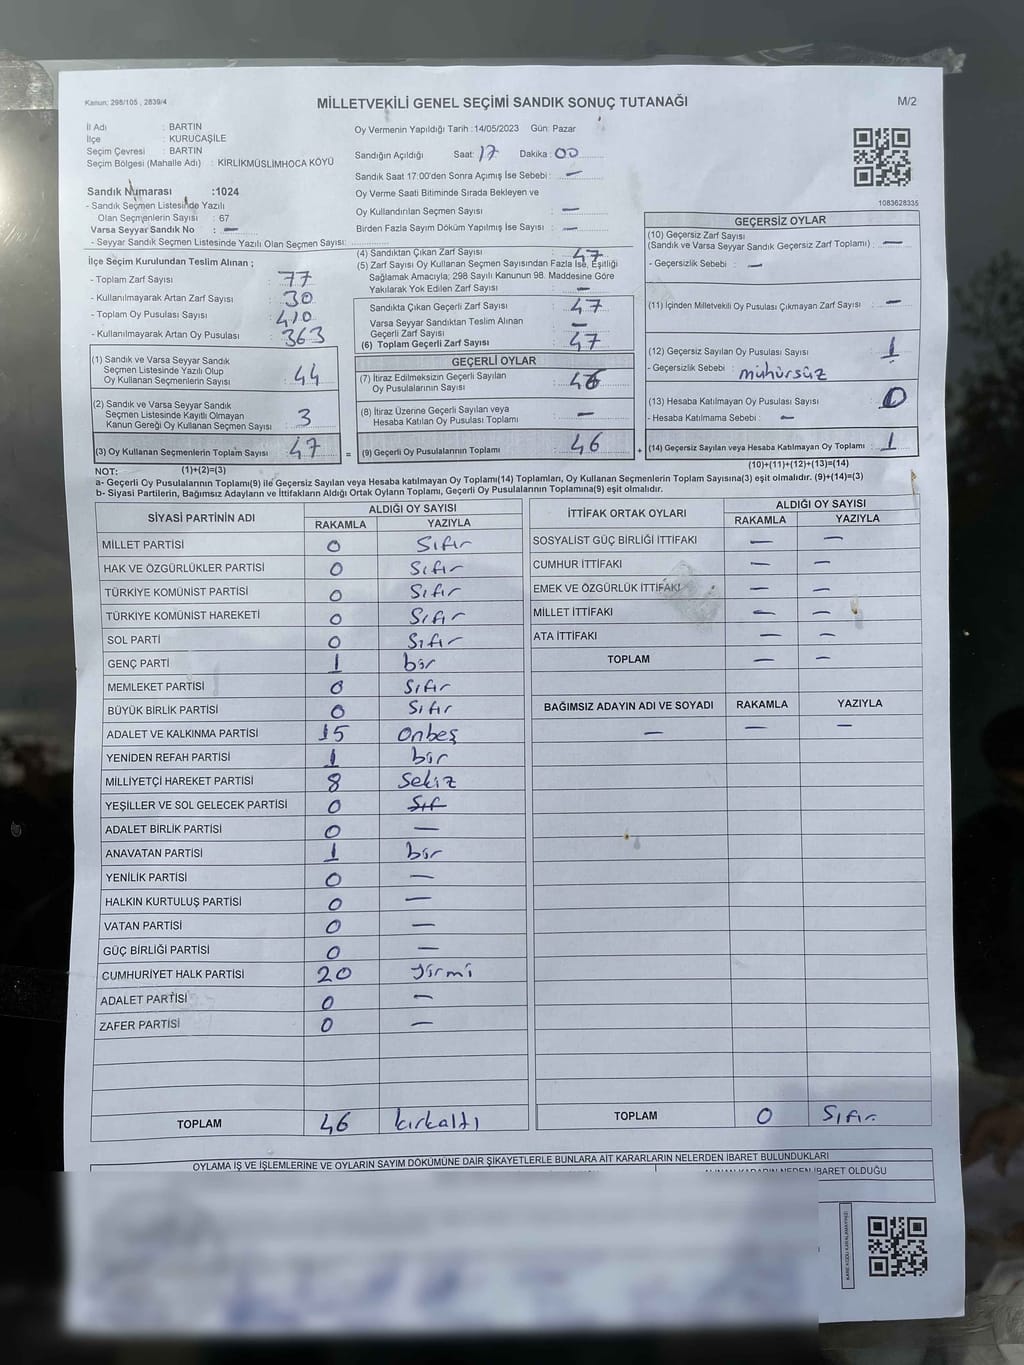 Kanun: 298/105 , 2839/4
MİLLETVEKİLİ GENEL SEÇİMİ SANDIK SONUÇ TUTANAĞI
M/2
İl Adı : BARTIN
İlçe : KURUCAŞİLE
Seçim Çevresi : BARTIN
Seçim Bölgesi (Mahalle Adı) : KİRLİKMÜSLİMHOCA KÖYÜ
Sandık Numarası :1024
- Sandık Seçmen Listesinde Yazılı
Olan Seçmenlerin Sayısı : 67
Varsa Seyyar Sandık No : —
- Seyyar Sandık Seçmen Listesinde Yazılı Olan Seçmen Sayısı:
Oy Vermenin Yapıldığı Tarih :14/05/2023 Gün: Pazar
Sandığın Açıldığı Saat: 17 Dakika : 00
Sandık Saat 17:00'den Sonra Açımış İse Sebebi : —
Oy Verme Saati Bitiminde Sırada Bekleyen ve
Oy Kullandırılan Seçmen Sayısı —
Birden Fazla Sayım Döküm Yapılmış İse Sayısı : —
1083628335
İlçe Seçim Kurulundan Teslim Alınan ;
- Toplam Zarf Sayısı : 77
- Kullanılmayarak Artan Zarf Sayısı : 30
- Toplam Oy Pusulası Sayısı : 410
- Kullanılmayarak Artan Oy Pusulası : 363
(1) Sandık ve Varsa Seyyar Sandık
Seçmen Listesinde Yazılı Olup
Oy Kullanan Seçmenlerin Sayısı : 44
(2) Sandık ve Varsa Seyyar Sandık
Seçmen Listesinde Kayıtlı Olmayan
Kanun Gereği Oy Kullanan Seçmen Sayısı : 3
(3) Oy Kullanan Seçmenlerin Toplam Sayısı : 47
(1)+(2)=(3)
(4) Sandıktan Çıkan Zarf Sayısı : 47
(5) Zarf Sayısı Oy Kullanan Seçmen Sayısından Fazla İse, Eşitliği
Sağlamak Amacıyla; 298 Sayılı Kanunun 98. Maddesine Göre
Yakılarak Yok Edilen Zarf Sayısı : —
Sandıkta Çıkan Geçerli Zarf Sayısı : 47
Varsa Seyyar Sandıktan Teslim Alınan
Geçerli Zarf Sayısı : —
(6) Toplam Geçerli Zarf Sayısı : 47
GEÇERLİ OYLAR
(7) İtiraz Edilmeksizin Geçerli Sayılan
Oy Pusulalarının Sayısı : 46
(8) İtiraz Üzerine Geçerli Sayılan veya
Hesaba Katılan Oy Pusulası Toplamı : —
= (9) Geçerli Oy Pusulalarının Toplamı : 46
GEÇERSİZ OYLAR
(10) Geçersiz Zarf Sayısı
(Sandık ve Varsa Seyyar Sandık Geçersiz Zarf Toplamı) : —
- Geçersizlik Sebebi : —
(11) İçinden Milletvekili Oy Pusulası Çıkmayan Zarf Sayısı : —
(12) Geçersiz Sayılan Oy Pusulası Sayısı : 1
- Geçersizlik Sebebi : mühürsüz
(13) Hesaba Katılmayan Oy Pusulası Sayısı : 0
- Hesaba Katılmama Sebebi : —
+ (14) Geçersiz Sayılan veya Hesaba Katılmayan Oy Toplamı : 1
(10)+(11)+(12)+(13)=(14)
NOT:
a- Geçerli Oy Pusulalarının Toplamı(9) ile Geçersiz Sayılan veya Hesaba katılmayan Oy Toplamı(14) Toplamları, Oy Kullanan Seçmenlerin Toplam Sayısına(3) eşit olmalıdır. (9)+(14)=(3)
b- Siyasi Partilerin, Bağımsız Adayların ve İttifakların Aldığı Ortak Oyların Toplamı, Geçerli Oy Pusulalarının Toplamına(9) eşit olmalıdır.
SİYASİ PARTİNİN ADI ALDIĞI OY SAYISI
RAKAMLA YAZIYLA
MİLLET PARTİSİ 0 Sıfır
HAK VE ÖZGÜRLÜKLER PARTİSİ 0 Sıfır
TÜRKİYE KOMÜNİST PARTİSİ 0 Sıfır
TÜRKİYE KOMÜNİST HAREKETİ 0 Sıfır
SOL PARTİ 0 Sıfır
GENÇ PARTİ 1 bir
MEMLEKET PARTİSİ 0 Sıfır
BÜYÜK BİRLİK PARTİSİ 0 Sıfır
ADALET VE KALKINMA PARTİSİ 15 Onbeş
YENİDEN REFAH PARTİSİ 1 bir
MİLLİYETÇİ HAREKET PARTİSİ 8 Sekiz
YEŞİLLER VE SOL GELECEK PARTİSİ 0 Sıf
ADALET BİRLİK PARTİSİ 0 —
ANAVATAN PARTİSİ 1 bir
YENİLİK PARTİSİ 0 —
HALKIN KURTULUŞ PARTİSİ 0 —
VATAN PARTİSİ 0 —
GÜÇ BİRLİĞİ PARTİSİ 0 —
CUMHURİYET HALK PARTİSİ 20 yirmi
ADALET PARTİSİ 0 —
ZAFER PARTİSİ 0 —
TOPLAM 46 kırkaltı
İTTİFAK ORTAK OYLARI ALDIĞI OY SAYISI
RAKAMLA YAZIYLA
SOSYALİST GÜÇ BİRLİĞİ İTTİFAKI — —
CUMHUR İTTİFAKI — —
EMEK VE ÖZGÜRLÜK İTTİFAKI — —
MİLLET İTTİFAKI — —
ATA İTTİFAKI — —
TOPLAM — —
BAĞIMSIZ ADAYIN ADI VE SOYADI RAKAMLA YAZIYLA
— — —
TOPLAM 0 Sıfır
OYLAMA İŞ VE İŞLEMLERİNE VE OYLARIN SAYIM DÖKÜMÜNE DAİR ŞİKAYETLERLE BUNLARA AİT KARARLARIN NELERDEN İBARET BULUNDUKLARI
ALINAN KARARIN NEDEN İBARET OLDUĞU